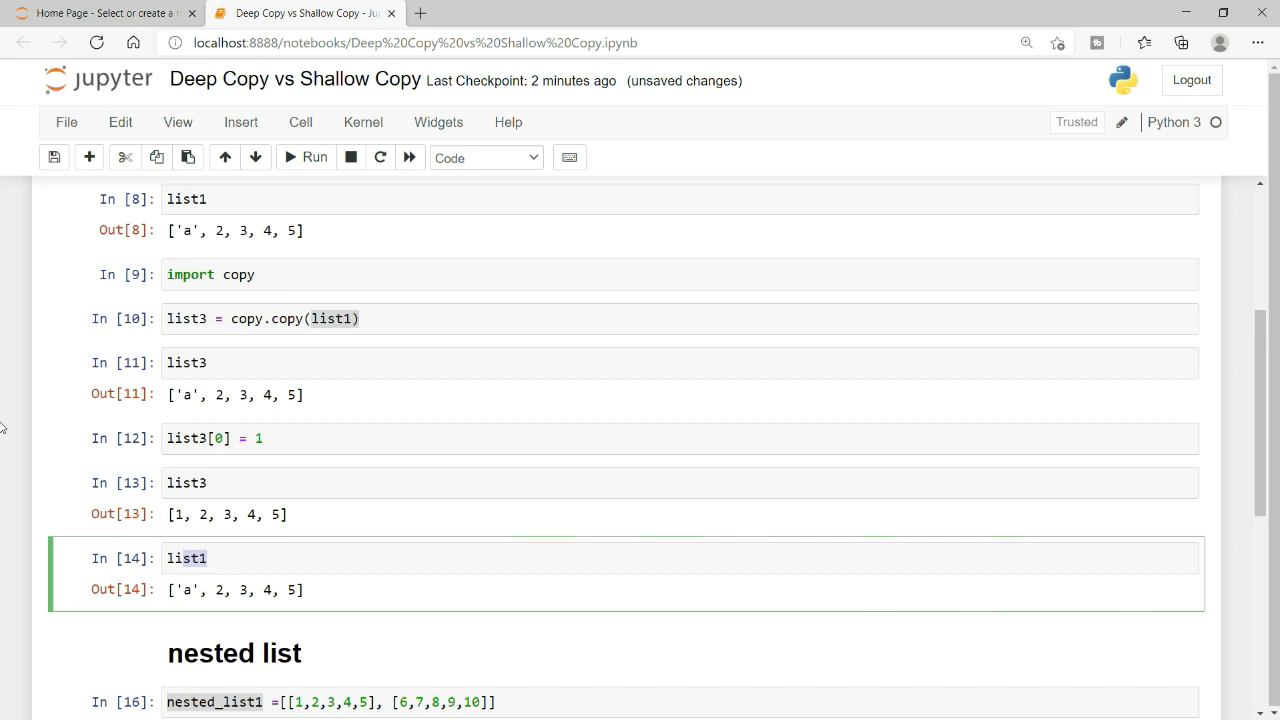 Home Page - Select or create a n
Deep Copy vs Shallow Copy - Jup
localhost:8888/notebooks/Deep%20Copy%20vs%20Shallow%20Copy.ipynb
jupyter Deep Copy vs Shallow Copy Last Checkpoint: 2 minutes ago (unsaved changes)
Logout
File Edit View Insert Cell Kernel Widgets Help
Trusted Python 3
Run Code
In [8]: list1
Out[8]: ['a', 2, 3, 4, 5]
In [9]: import copy
In [10]: list3 = copy.copy(list1)
In [11]: list3
Out[11]: ['a', 2, 3, 4, 5]
In [12]: list3[0] = 1
In [13]: list3
Out[13]: [1, 2, 3, 4, 5]
In [14]: list1
Out[14]: ['a', 2, 3, 4, 5]
nested list
In [16]: nested_list1 =[[1,2,3,4,5], [6,7,8,9,10]]